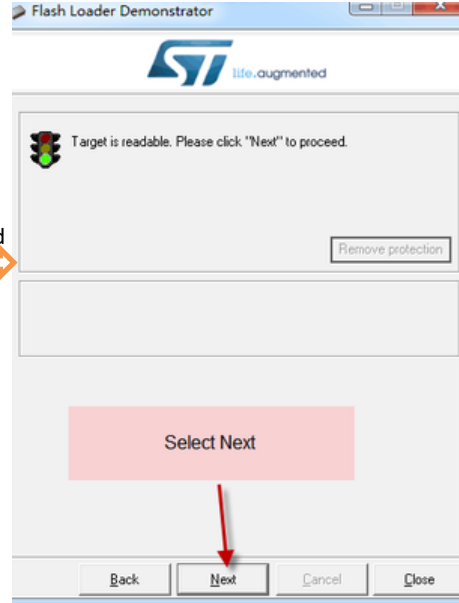 Flash Loader Demonstrator
ST life.augmented
Target is readable. Please click "Next" to proceed.
Remove protection
Select Next
Back Next Cancel Close